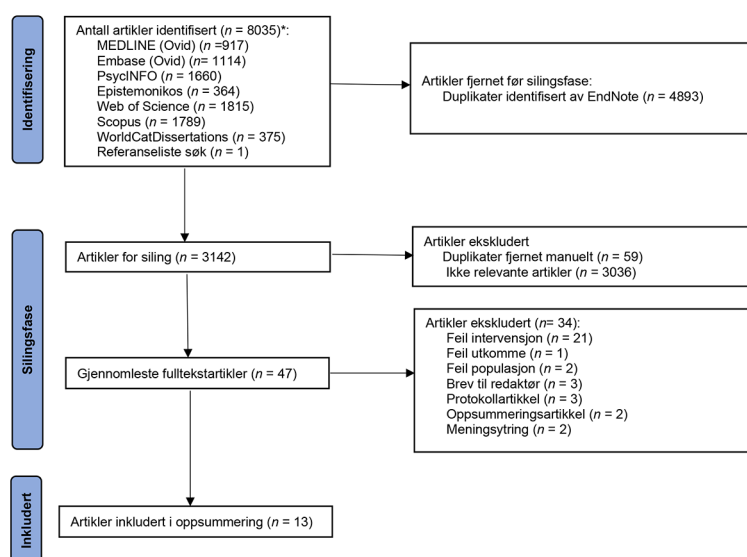 Identifisering
Antall artikler identifisert (n = 8035)*:
MEDLINE (Ovid) (n =917)
Embase (Ovid) (n= 1114)
PsycINFO (n = 1660)
Epistemonikos (n = 364)
Web of Science (n = 1815)
Scopus (n = 1789)
WorldCatDissertations (n = 375)
Referanseliste søk (n = 1)
Artikler fjernet før silingsfase:
Duplikater identifisert av EndNote (n = 4893)
Silingsfase
Artikler for siling (n = 3142)
Artikler ekskludert
Duplikater fjernet manuelt (n = 59)
Ikke relevante artikler (n = 3036)
Gjennomleste fulltekstartikler (n = 47)
Artikler ekskludert (n= 34):
Feil intervensjon (n = 21)
Feil utkomme (n = 1)
Feil populasjon (n = 2)
Brev til redaktør (n = 3)
Protokollartikkel (n = 3)
Oppsummeringsartikkel (n = 2)
Meningsytring (n = 2)
Inkludert
Artikler inkludert i oppsummering (n = 13)